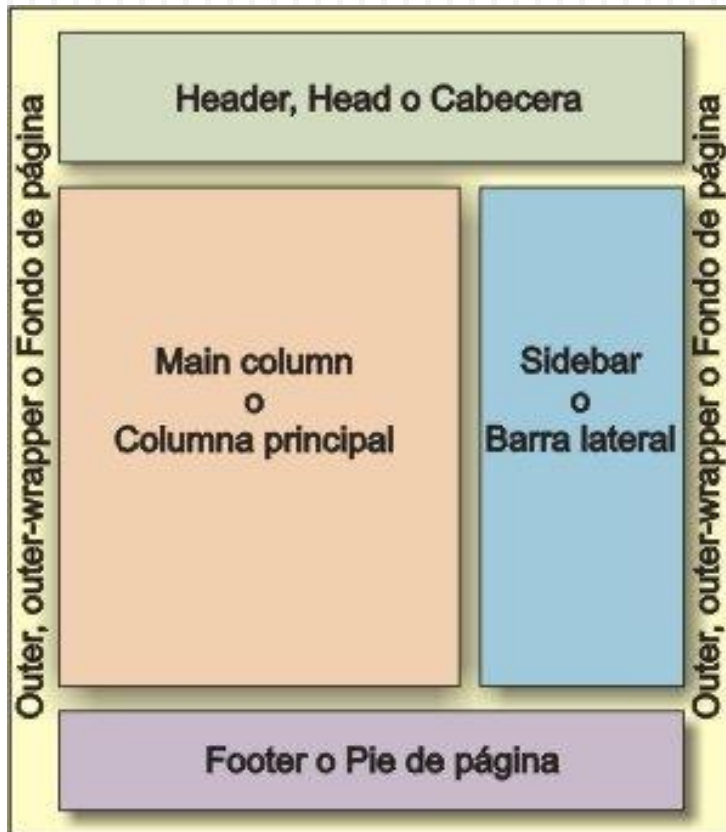 Header, Head o Cabecera
Outer, outer-wrapper o Fondo de página
Main column
o
Columna principal
Sidebar
o
Barra lateral
Outer, outer-wrapper o Fondo de página
Footer o Pie de página